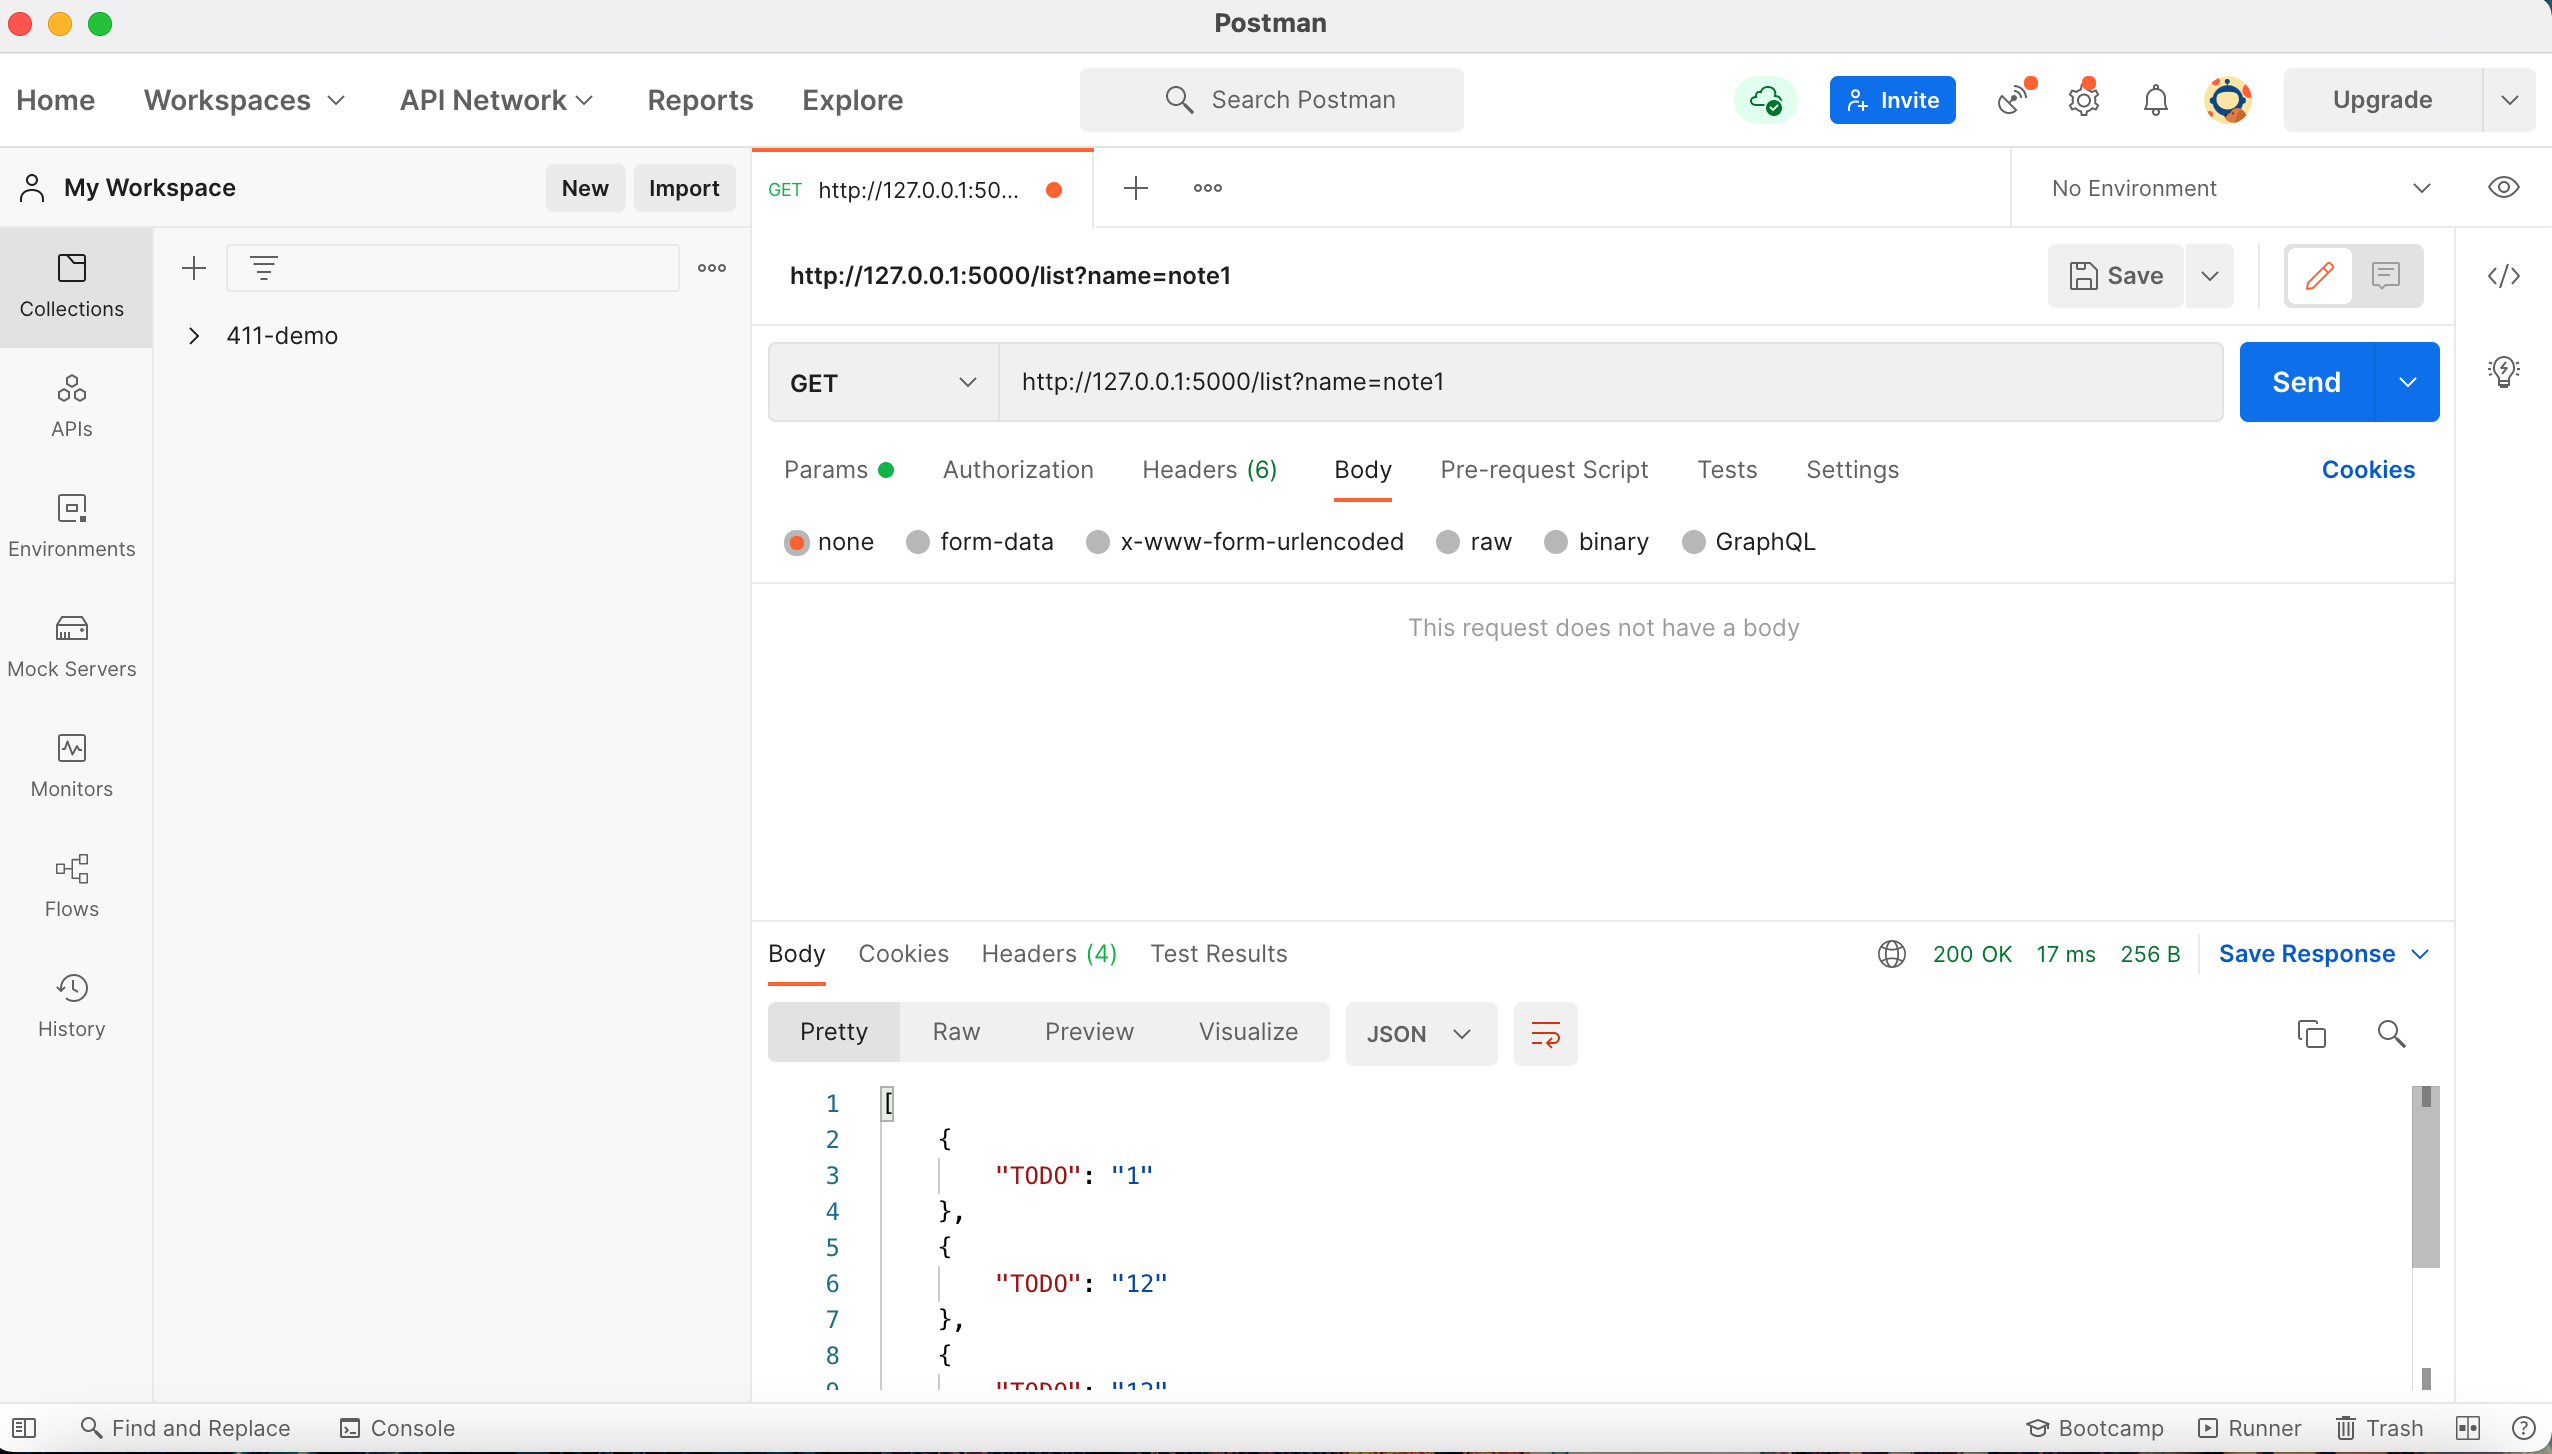 Postman
Home Workspaces API Network Reports Explore Search Postman Invite Upgrade
My Workspace New Import GET http://127.0.0.1:50... No Environment
Collections
APIs
Environments
Mock Servers
Monitors
Flows
History
411-demo
http://127.0.0.1:5000/list?name=note1 Save
GET http://127.0.0.1:5000/list?name=note1 Send
Params Authorization Headers (6) Body Pre-request Script Tests Settings Cookies
none form-data x-www-form-urlencoded raw binary GraphQL
This request does not have a body
Body Cookies Headers (4) Test Results 200 OK 17 ms 256 B Save Response
Pretty Raw Preview Visualize JSON
1 [
2 {
3 "TODO": "1"
4 },
5 {
6 "TODO": "12"
7 },
8 {
9 "TODO":
Find and Replace Console Bootcamp Runner Trash